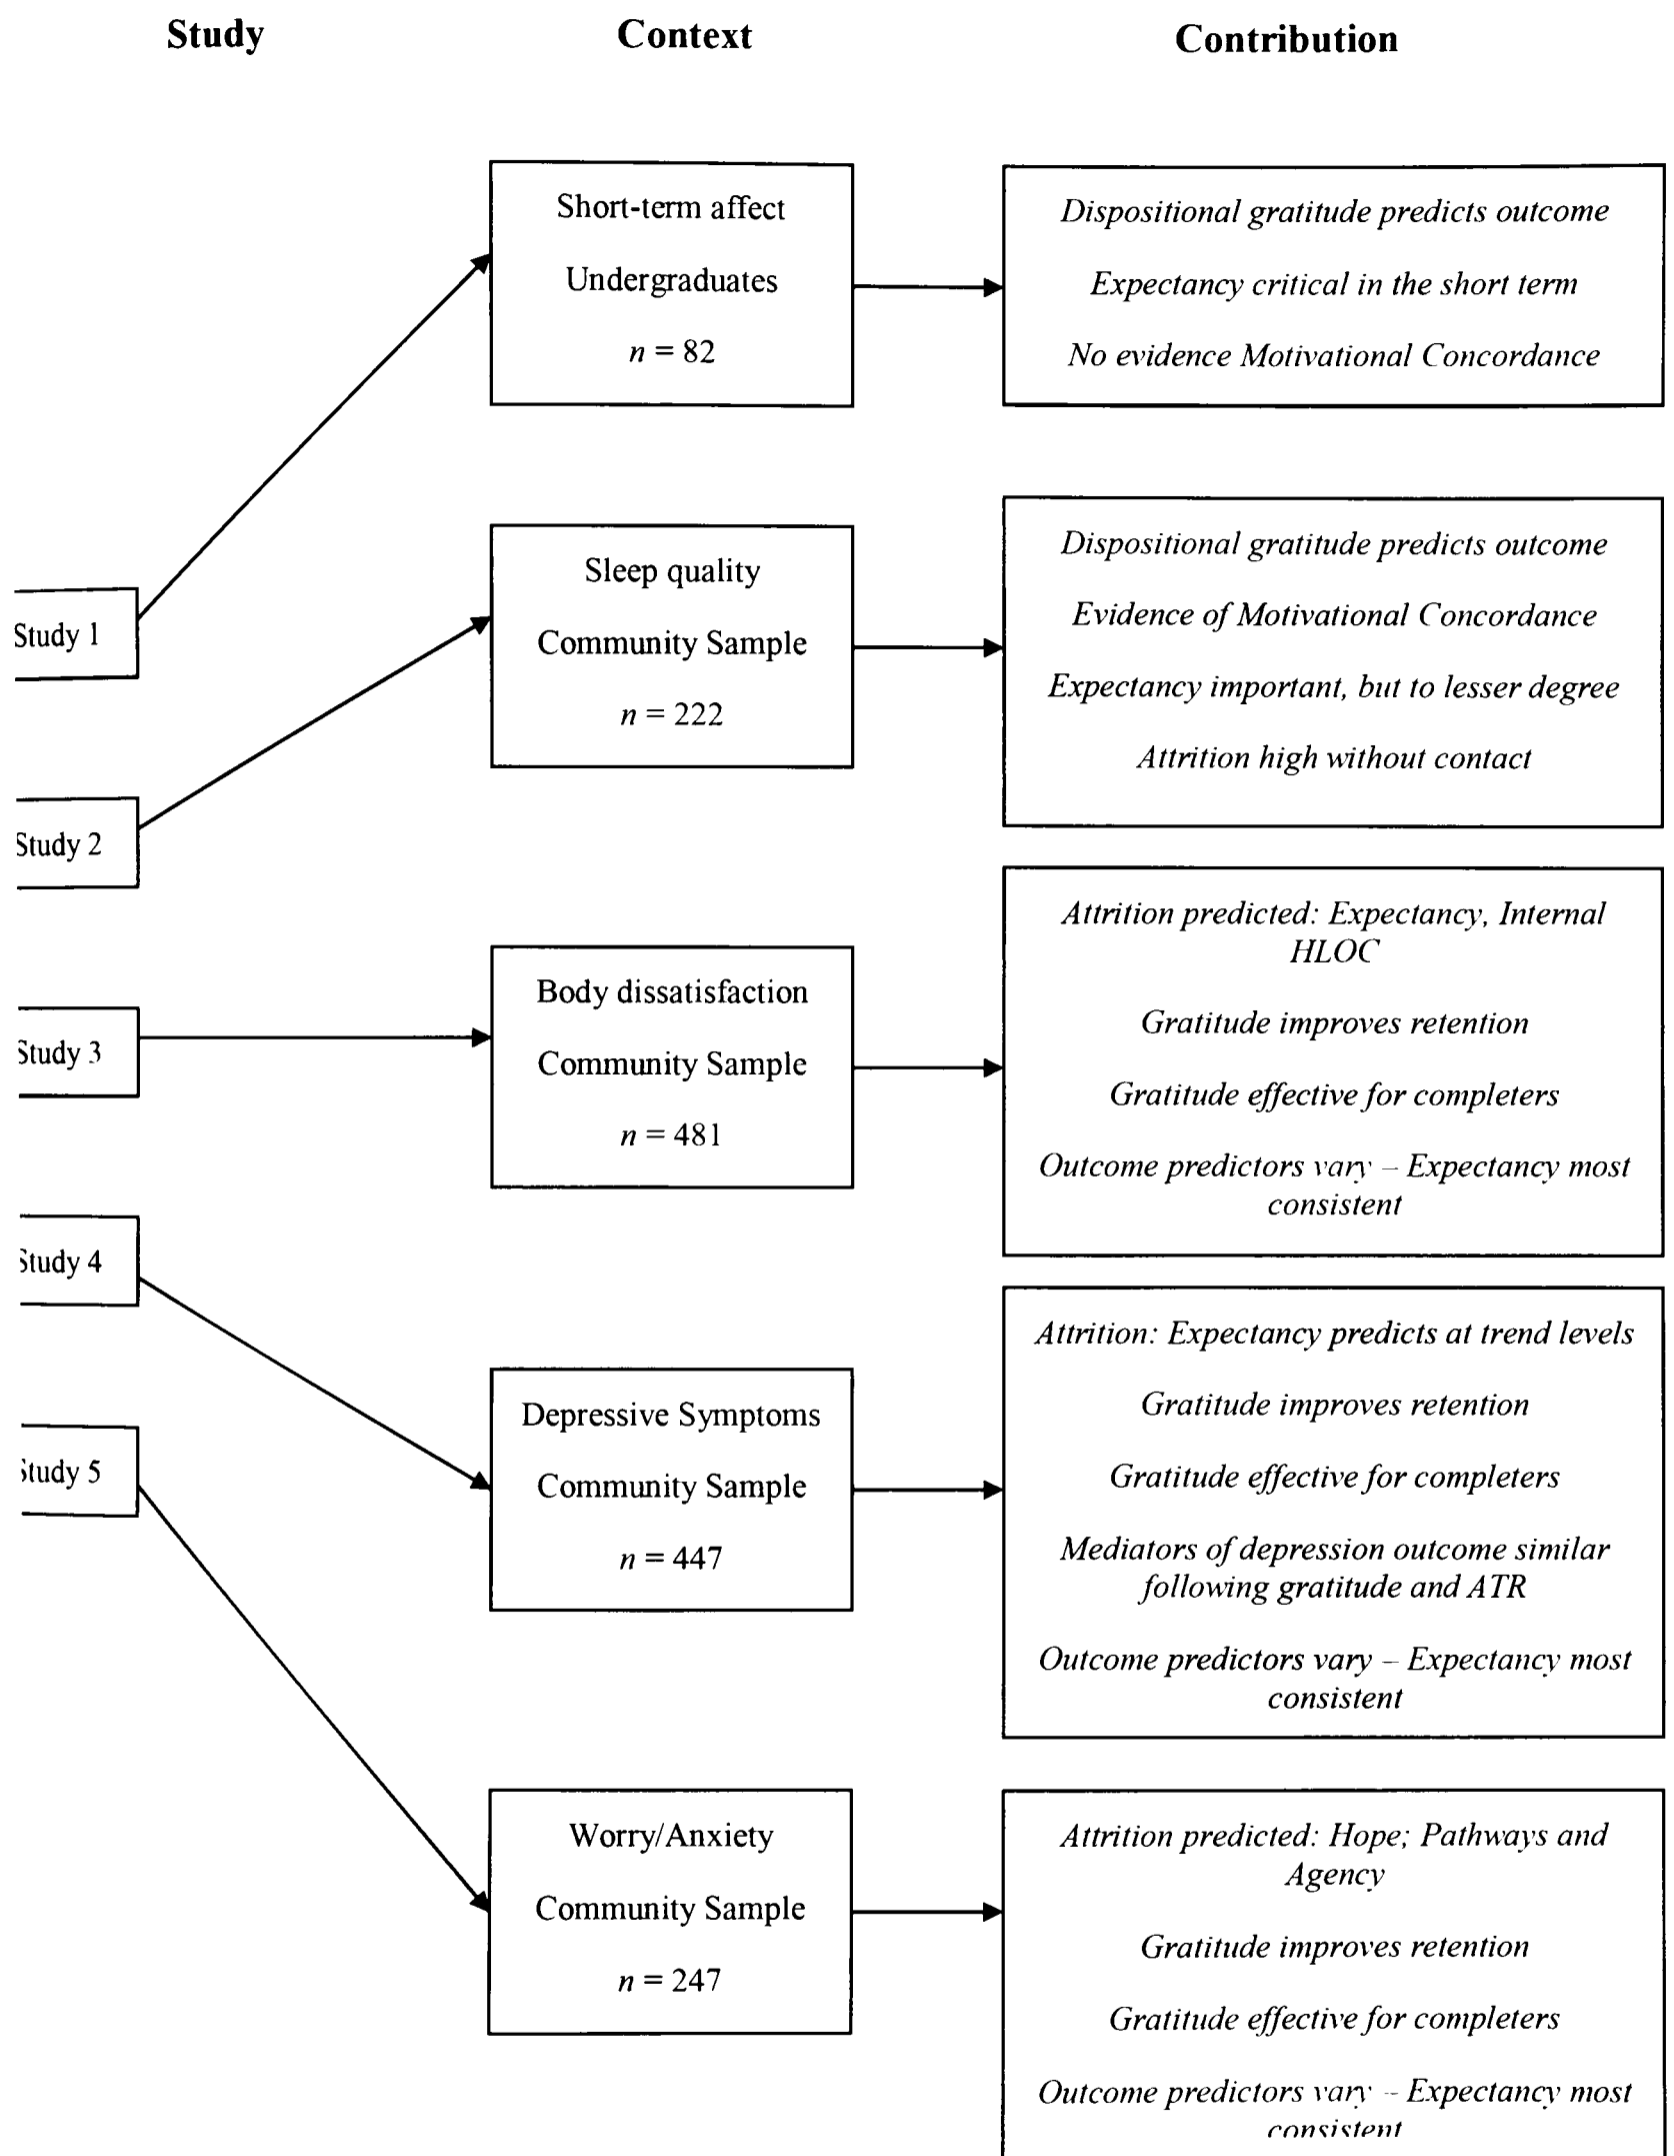 Study
Context
Contribution
Short-term affect
Undergraduates
n = 82
Dispositional gratitude predicts outcome
Expectancy critical in the short term
No evidence Motivational Concordance
Study 1
Sleep quality
Community Sample
n = 222
Dispositional gratitude predicts outcome
Evidence of Motivational Concordance
Expectancy important, but to lesser degree
Attrition high without contact
Study 2
Study 3
Body dissatisfaction
Community Sample
n = 481
Attrition predicted: Expectancy, Internal
HLOC
Gratitude improves retention
Gratitude effective for completers
Outcome predictors vary – Expectancy most
consistent
Study 4
Depressive Symptoms
Community Sample
n = 447
Attrition: Expectancy predicts at trend levels
Gratitude improves retention
Gratitude effective for completers
Mediators of depression outcome similar
following gratitude and ATR
Outcome predictors vary – Expectancy most
consistent
Study 5
Worry/Anxiety
Community Sample
n = 247
Attrition predicted: Hope; Pathways and
Agency
Gratitude improves retention
Gratitude effective for completers
Outcome predictors vary – Expectancy most
consistent